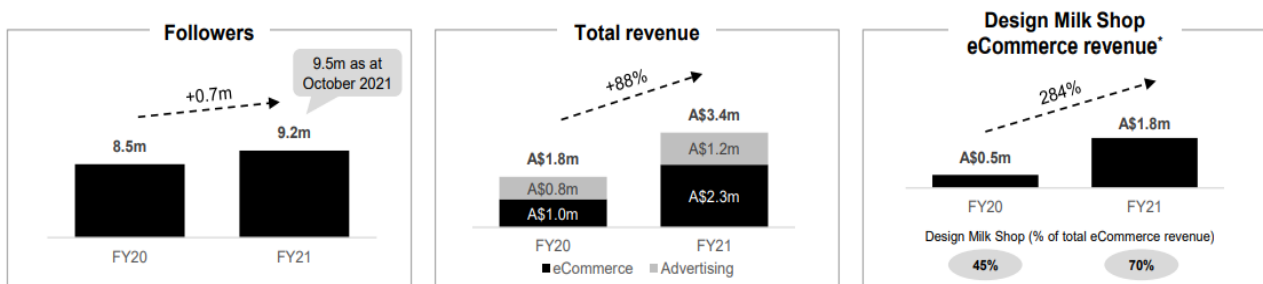 Followers
9.5m as at
October 2021
+0.7m
8.5m
9.2m
FY20
FY21
Total revenue
+88%
A$1.8m
A$3.4m
A$0.8m
A$1.0m
A$1.2m
A$2.3m
FY20
FY21
eCommerce
Advertising
Design Milk Shop
eCommerce revenue*
284%
A$0.5m
A$1.8m
FY20
FY21
Design Milk Shop (% of total eCommerce revenue)
45%
70%